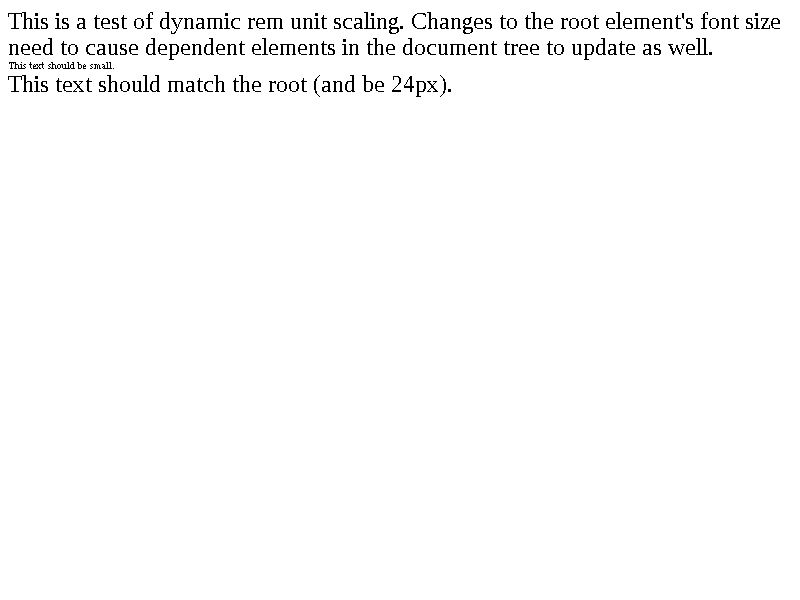 This is a test of dynamic rem unit scaling. Changes to the root element's font size
need to cause dependent elements in the document tree to update as well.
This text should be small.
This text should match the root (and be 24px).